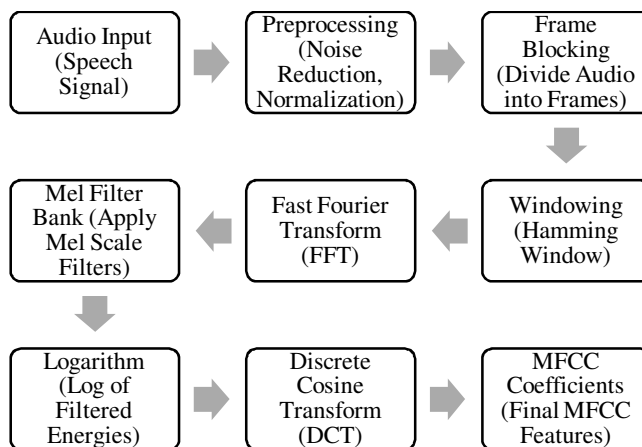 Audio Input
(Speech
Signal)
Preprocessing
(Noise
Reduction,
Normalization)
Frame
Blocking
(Divide Audio
into Frames)
Windowing
(Hamming
Window)
Fast Fourier
Transform
(FFT)
Mel Filter
Bank (Apply
Mel Scale
Filters)
Logarithm
(Log of
Filtered
Energies)
Discrete
Cosine
Transform
(DCT)
MFCC
Coefficients
(Final MFCC
Features)